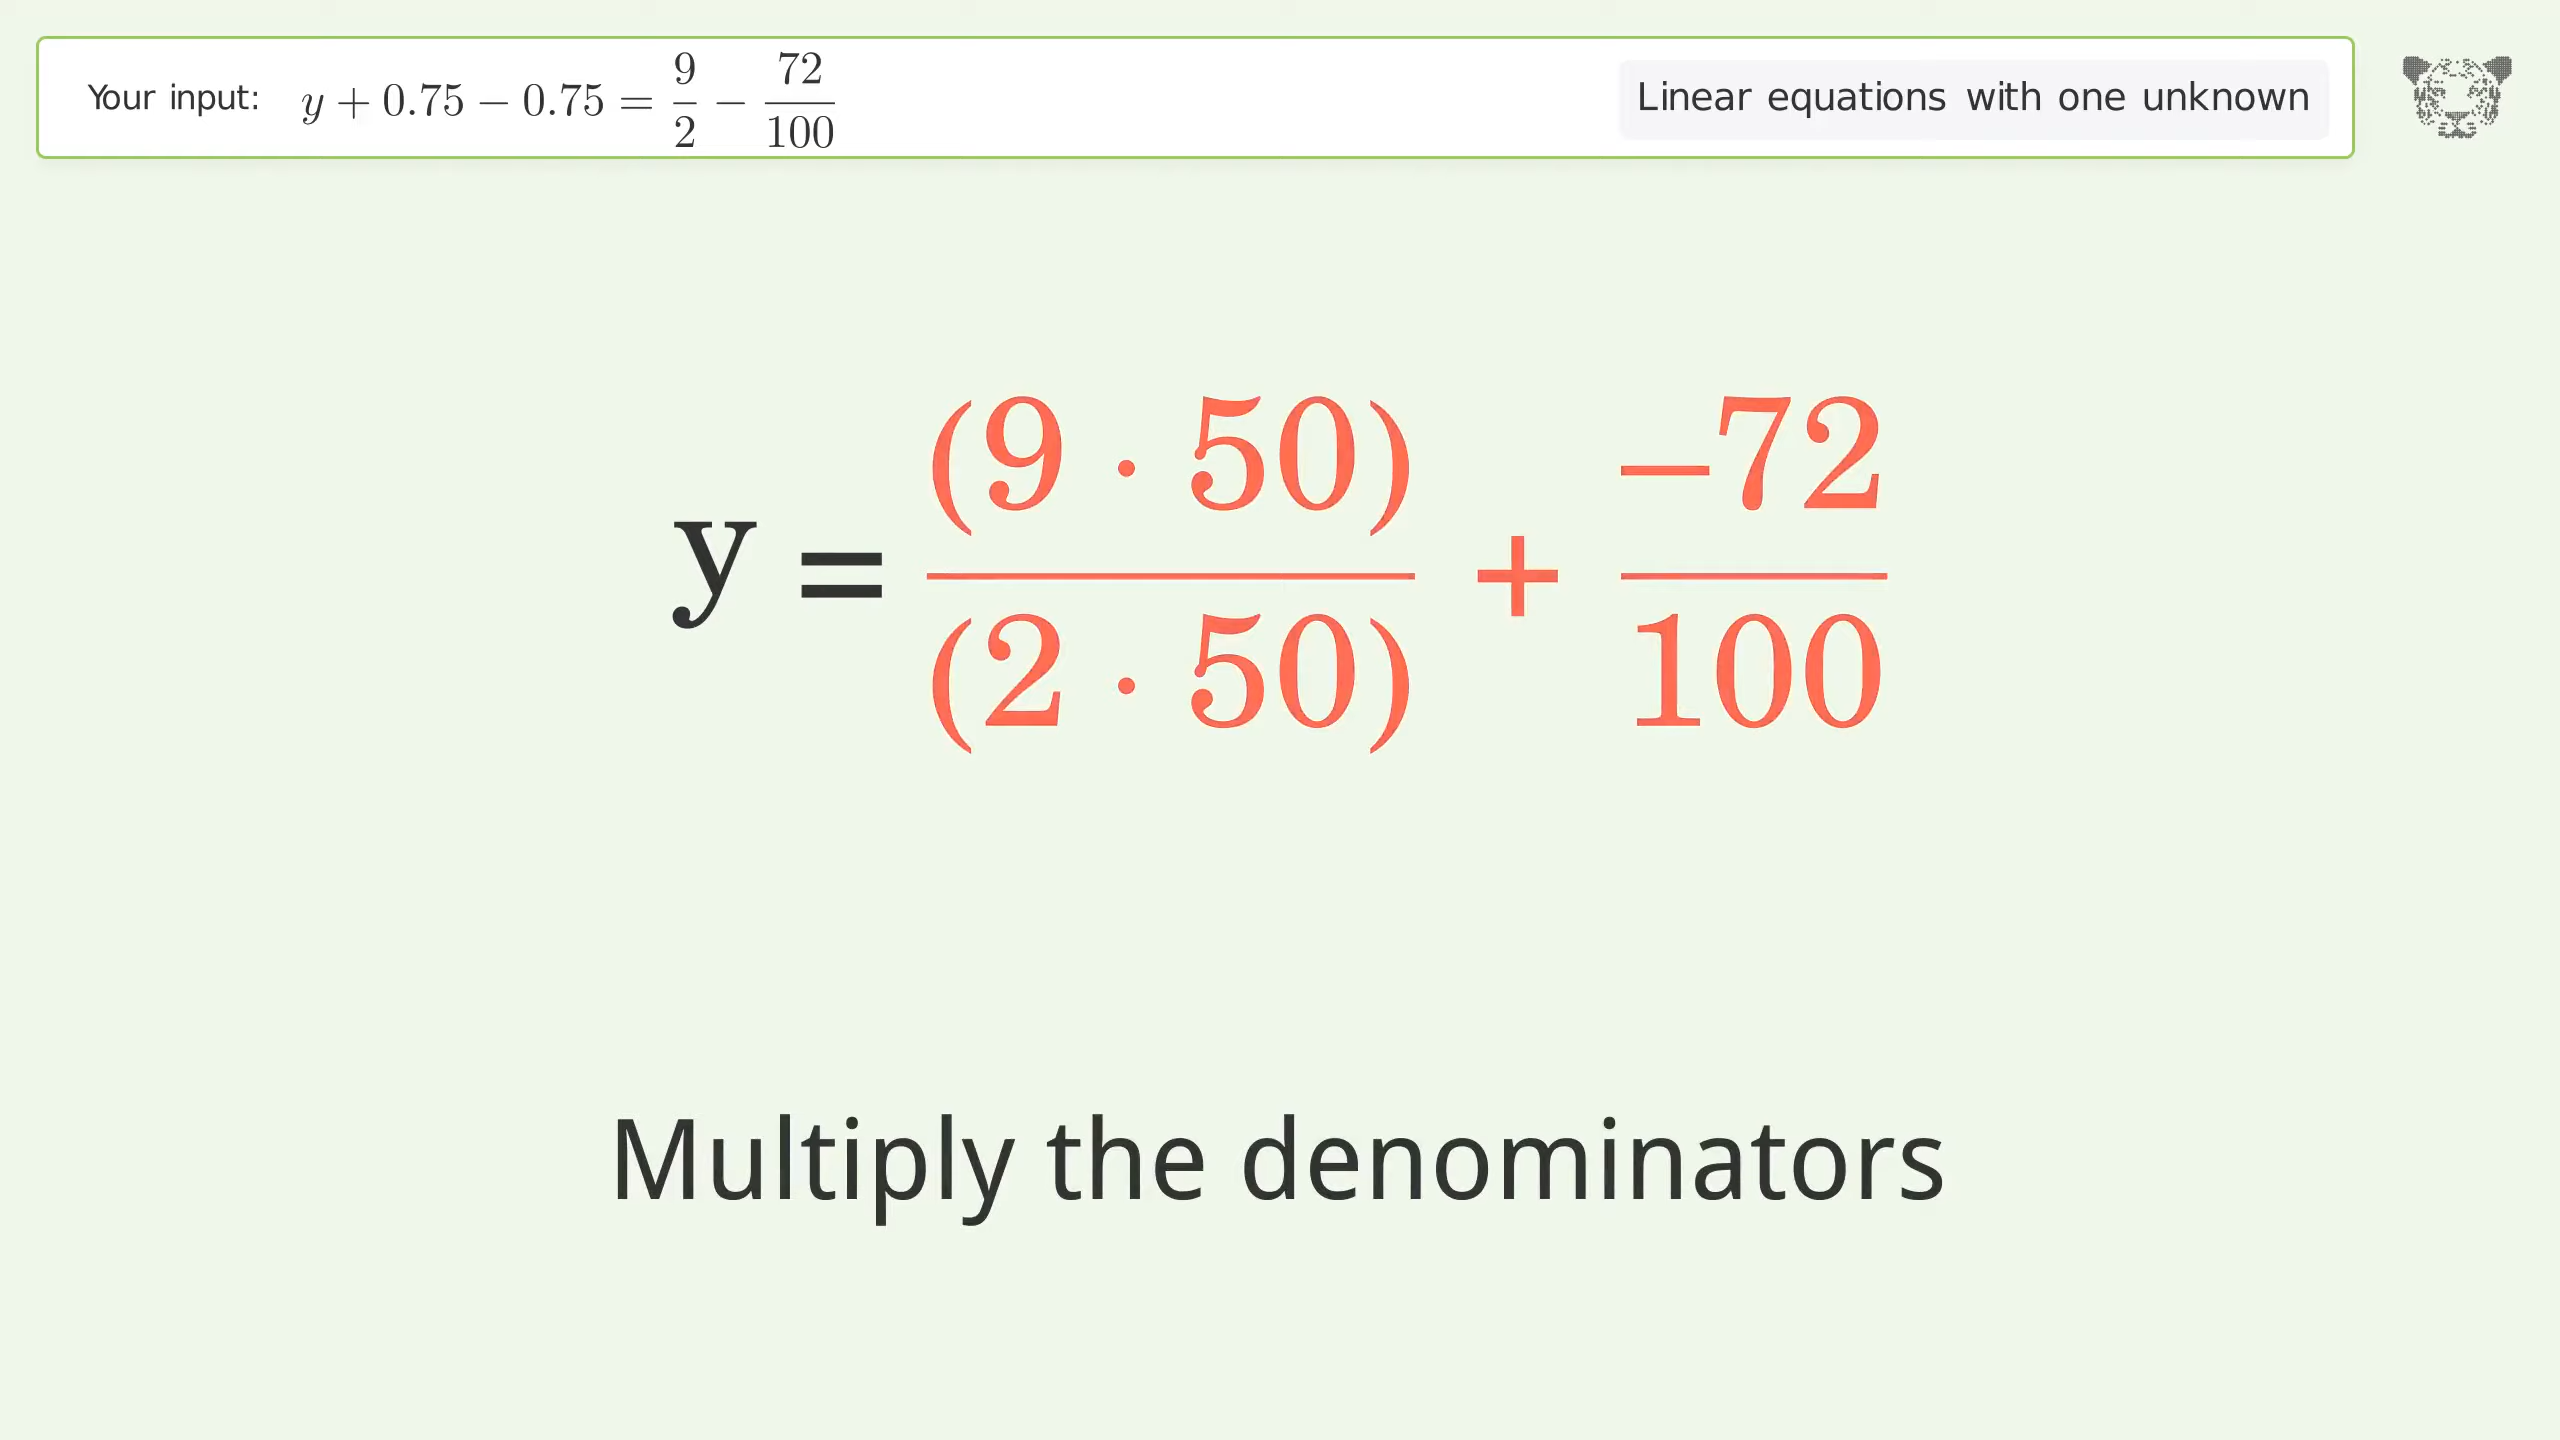 Your input: y + 0.75 − 0.75 = 9/2 − 72/100
Linear equations with one unknown
y = (9 · 50)/(2 · 50) + −72/100
Multiply the denominators